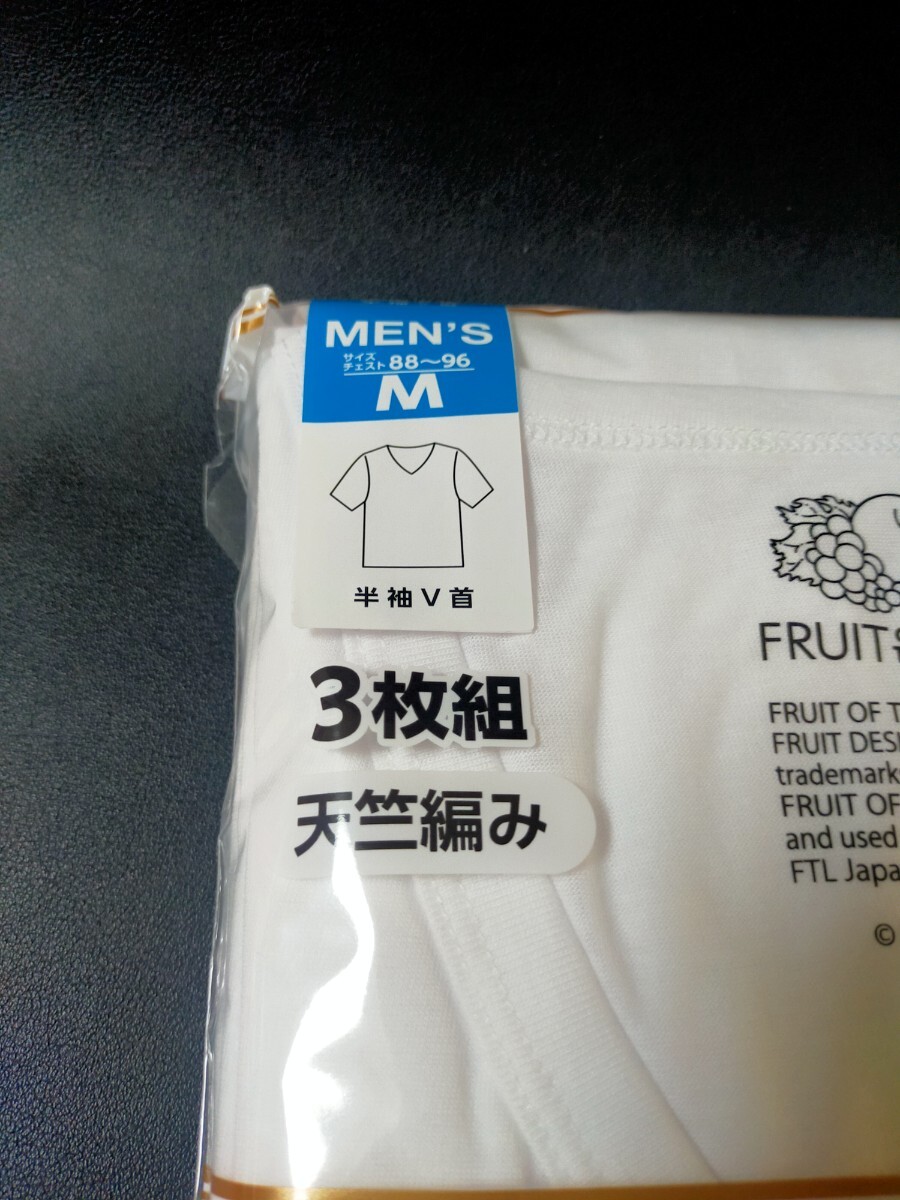 MEN'S
サイズ
チェスト 88〜96
M
半袖V首
3枚組
天竺編み
FRUIT
FRUIT OF T
FRUIT DESI
trademark
FRUIT OF
and used
FTL Japa
©